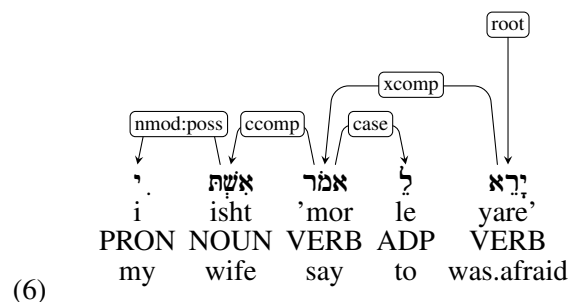 root
xcomp
nmod:poss ccomp case
יָרֵא לֵ אמֹר אִשְׁתּ ִי
i isht 'mor le yare'
PRON NOUN VERB ADP VERB
my wife say to was.afraid
(6)